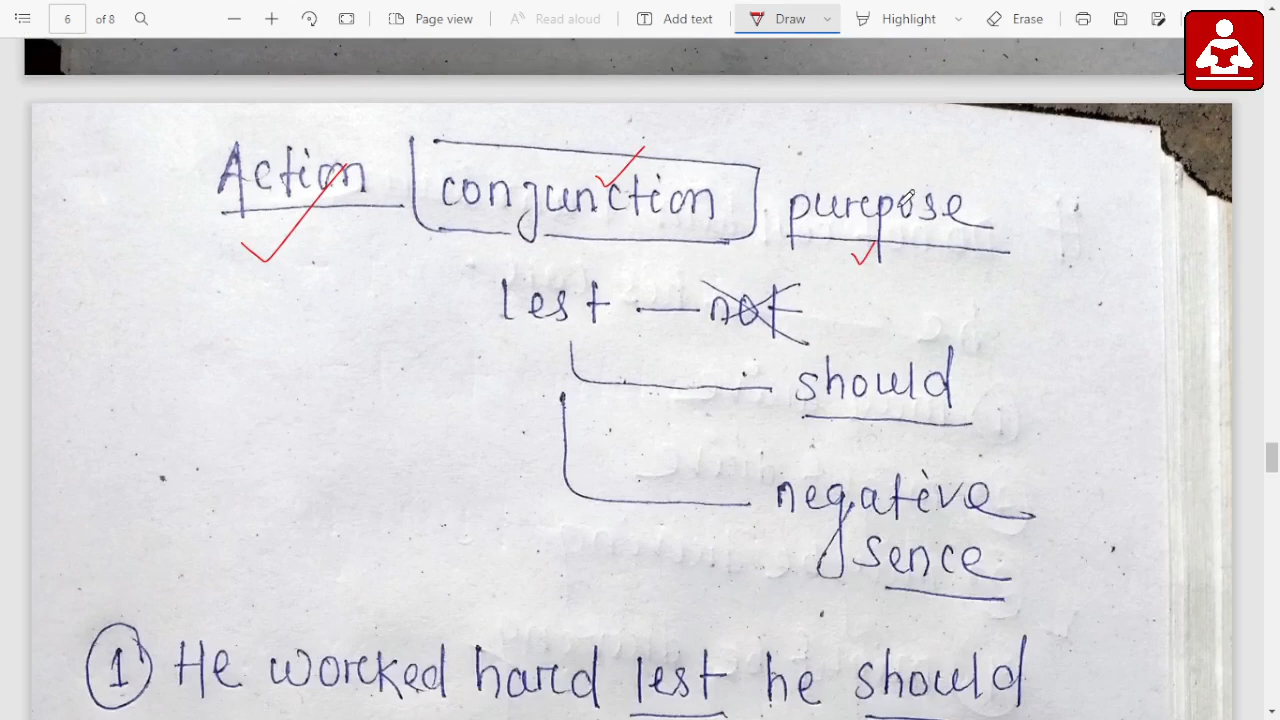 6 of 8 Page view Read aloud Add text Draw Highlight Erase
Action conjunction purpose
lest — not
should
negative
sence
1 He worked hard lest he should